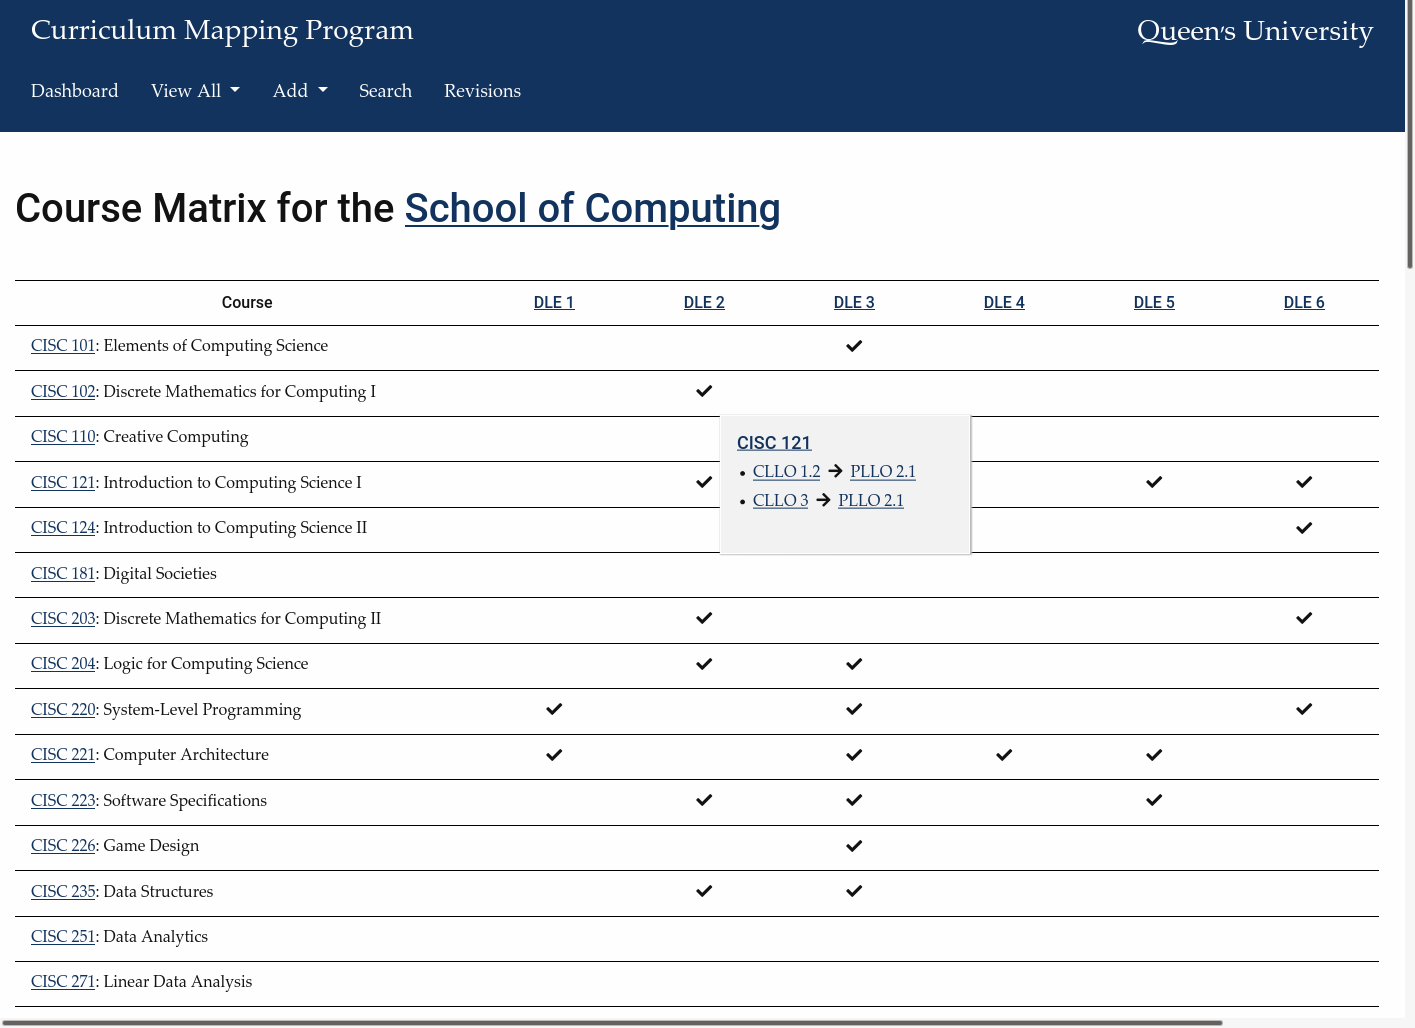 Curriculum Mapping Program
Queen's University
Dashboard View All Add Search Revisions
Course Matrix for the School of Computing
Course DLE 1 DLE 2 DLE 3 DLE 4 DLE 5 DLE 6
CISC 101: Elements of Computing Science
CISC 102: Discrete Mathematics for Computing I
CISC 110: Creative Computing
CISC 121: Introduction to Computing Science I
CISC 124: Introduction to Computing Science II
CISC 181: Digital Societies
CISC 203: Discrete Mathematics for Computing II
CISC 204: Logic for Computing Science
CISC 220: System-Level Programming
CISC 221: Computer Architecture
CISC 223: Software Specifications
CISC 226: Game Design
CISC 235: Data Structures
CISC 251: Data Analytics
CISC 271: Linear Data Analysis
CISC 121
• CLLO 1.2 → PLLO 2.1
• CLLO 3 → PLLO 2.1